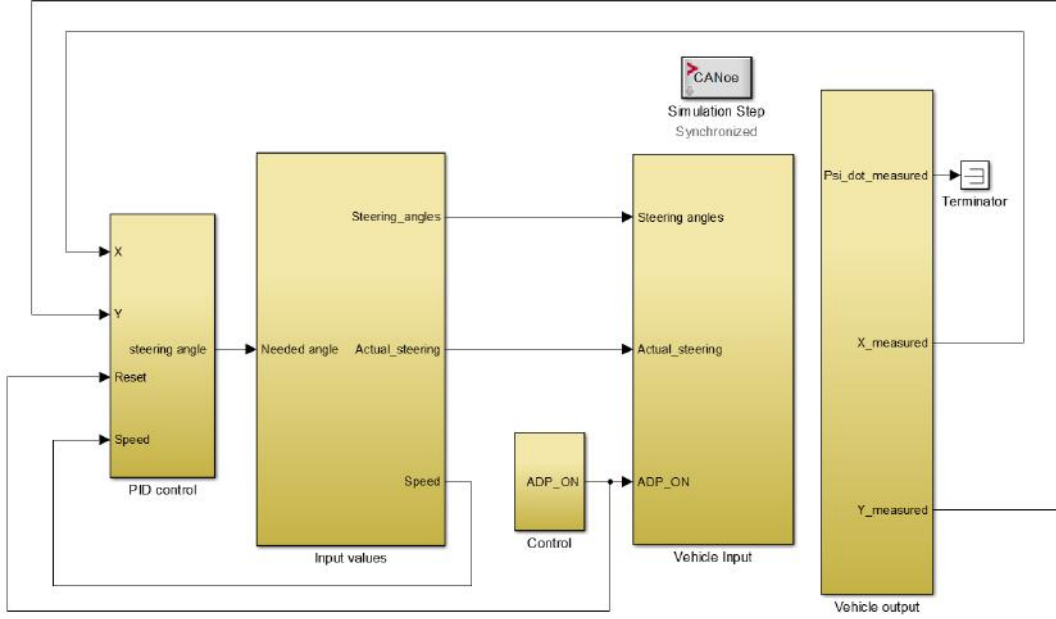 CANoe
Simulation Step
Synchronized
X
Y
steering angle
Reset
Speed
PID control
Steering_angles
Needed angle
Actual_steering
Speed
Input values
ADP_ON
Control
Steering angles
Actual_steering
ADP_ON
Vehicle Input
Psi_dot_measured
X_measured
Y_measured
Vehicle output
Terminator